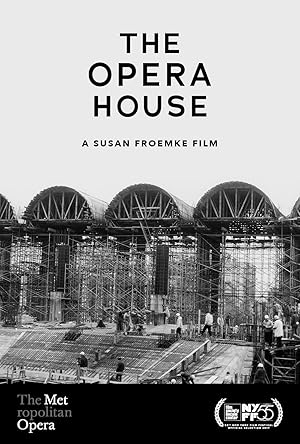 THE
OPERA
HOUSE
A SUSAN FROEMKE FILM
The Met
ropolitan
Opera
NYFF55